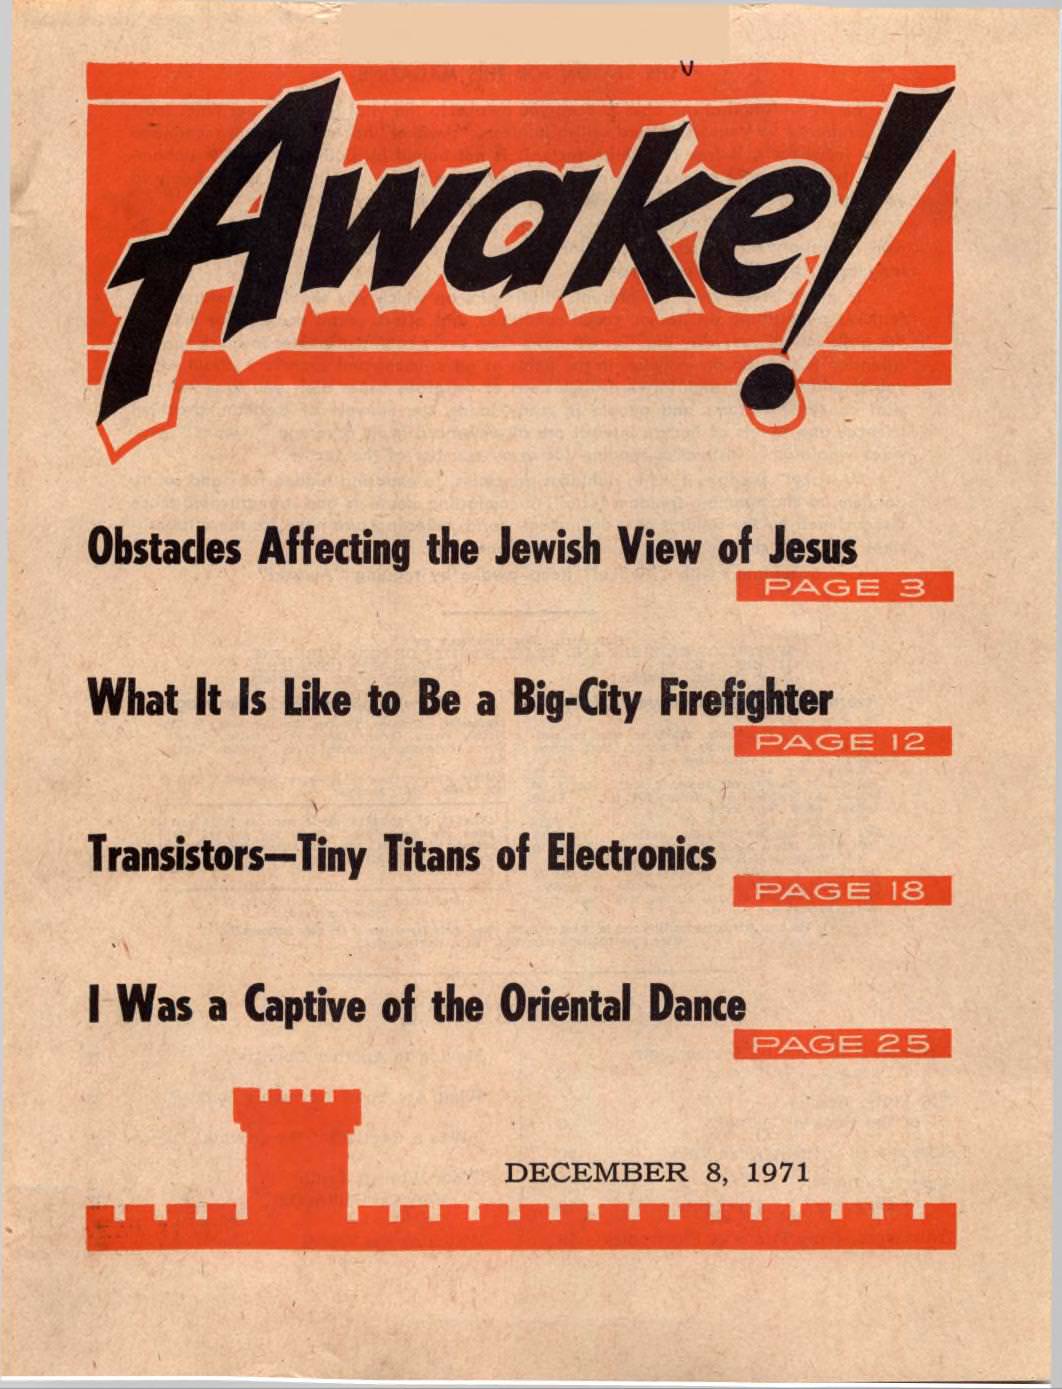 Awake!
Obstacles Affecting the Jewish View of Jesus
PAGE 3
What It Is Like to Be a Big-City Firefighter
PAGE 12
Transistors—Tiny Titans of Electronics
PAGE 18
I Was a Captive of the Oriental Dance
PAGE 25
DECEMBER 8, 1971